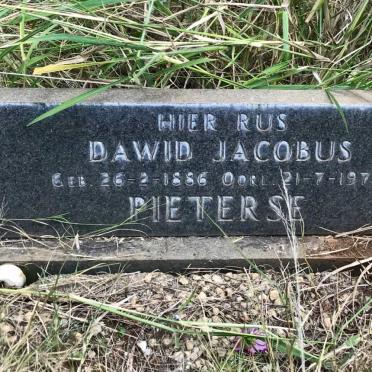 HIER RUS
DAWID JACOBUS
GEB. 26-2-1886 OORL. 21-7-197
PIETERSE